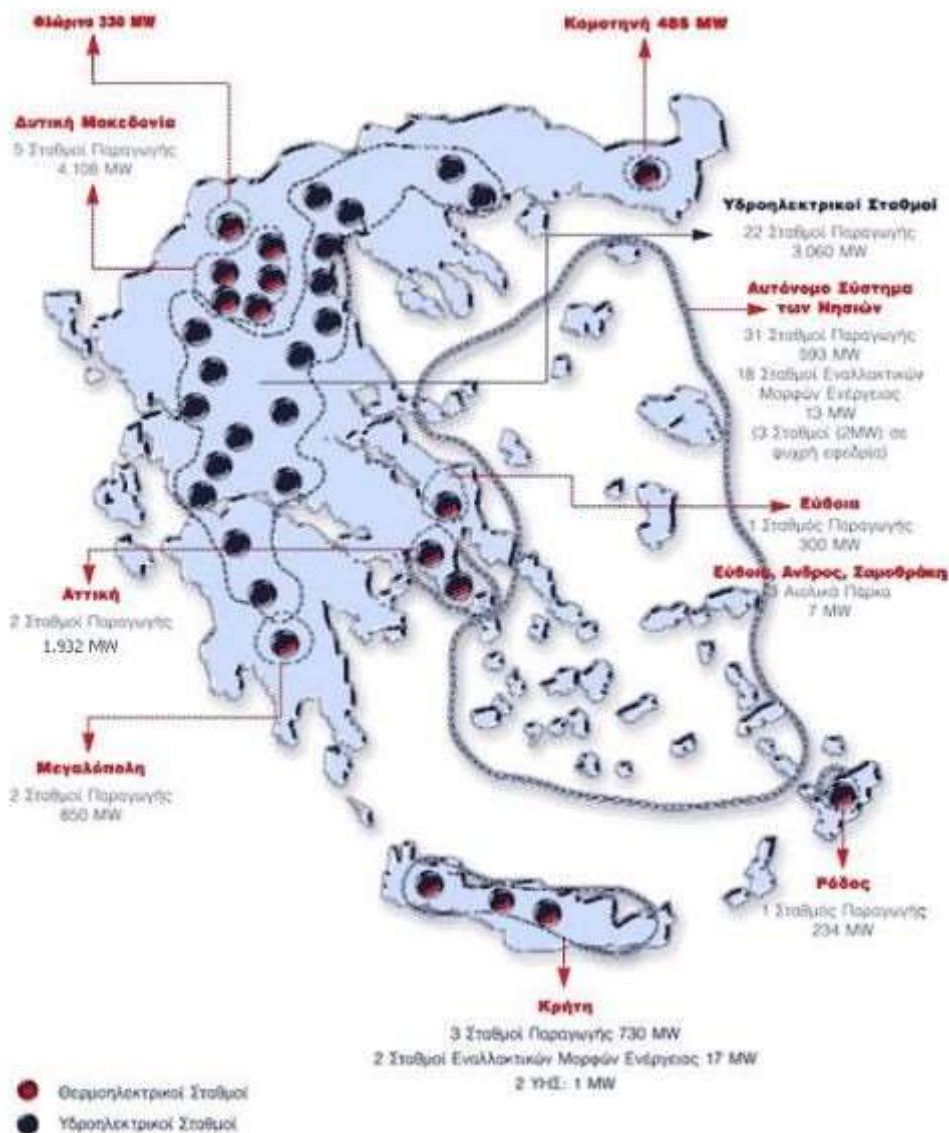 Φλώρινα 330 MW
Κομοτηνή 485 MW
Δυτική Μακεδονία
5 Σταθμοί Παραγωγής
4.108 MW
Υδροηλεκτρικοί Σταθμοί
22 Σταθμοί Παραγωγής
3.060 MW
Αυτόνομο Σύστημα
των Νησιών
31 Σταθμοί Παραγωγής
593 MW
18 Σταθμοί Εναλλακτικών
Μορφών Ενέργειας
13 MW
(3 Σταθμοί (2MW) σε
ψυχρή εφεδρία)
Εύβοια
1 Σταθμός Παραγωγής
300 MW
Εύβοια, Ανδρος, Σαμοθράκη
3 Αιολικά Πάρκα
7 MW
Αττική
2 Σταθμοί Παραγωγής
1.932 MW
Μεγαλόπολη
2 Σταθμοί Παραγωγής
850 MW
Ρόδος
1 Σταθμός Παραγωγής
234 MW
Κρήτη
3 Σταθμοί Παραγωγής 730 MW
2 Σταθμοί Εναλλακτικών Μορφών Ενέργειας 17 MW
2 ΥΗΣ: 1 MW
Θερμοηλεκτρικοί Σταθμοί
Υδροηλεκτρικοί Σταθμοί